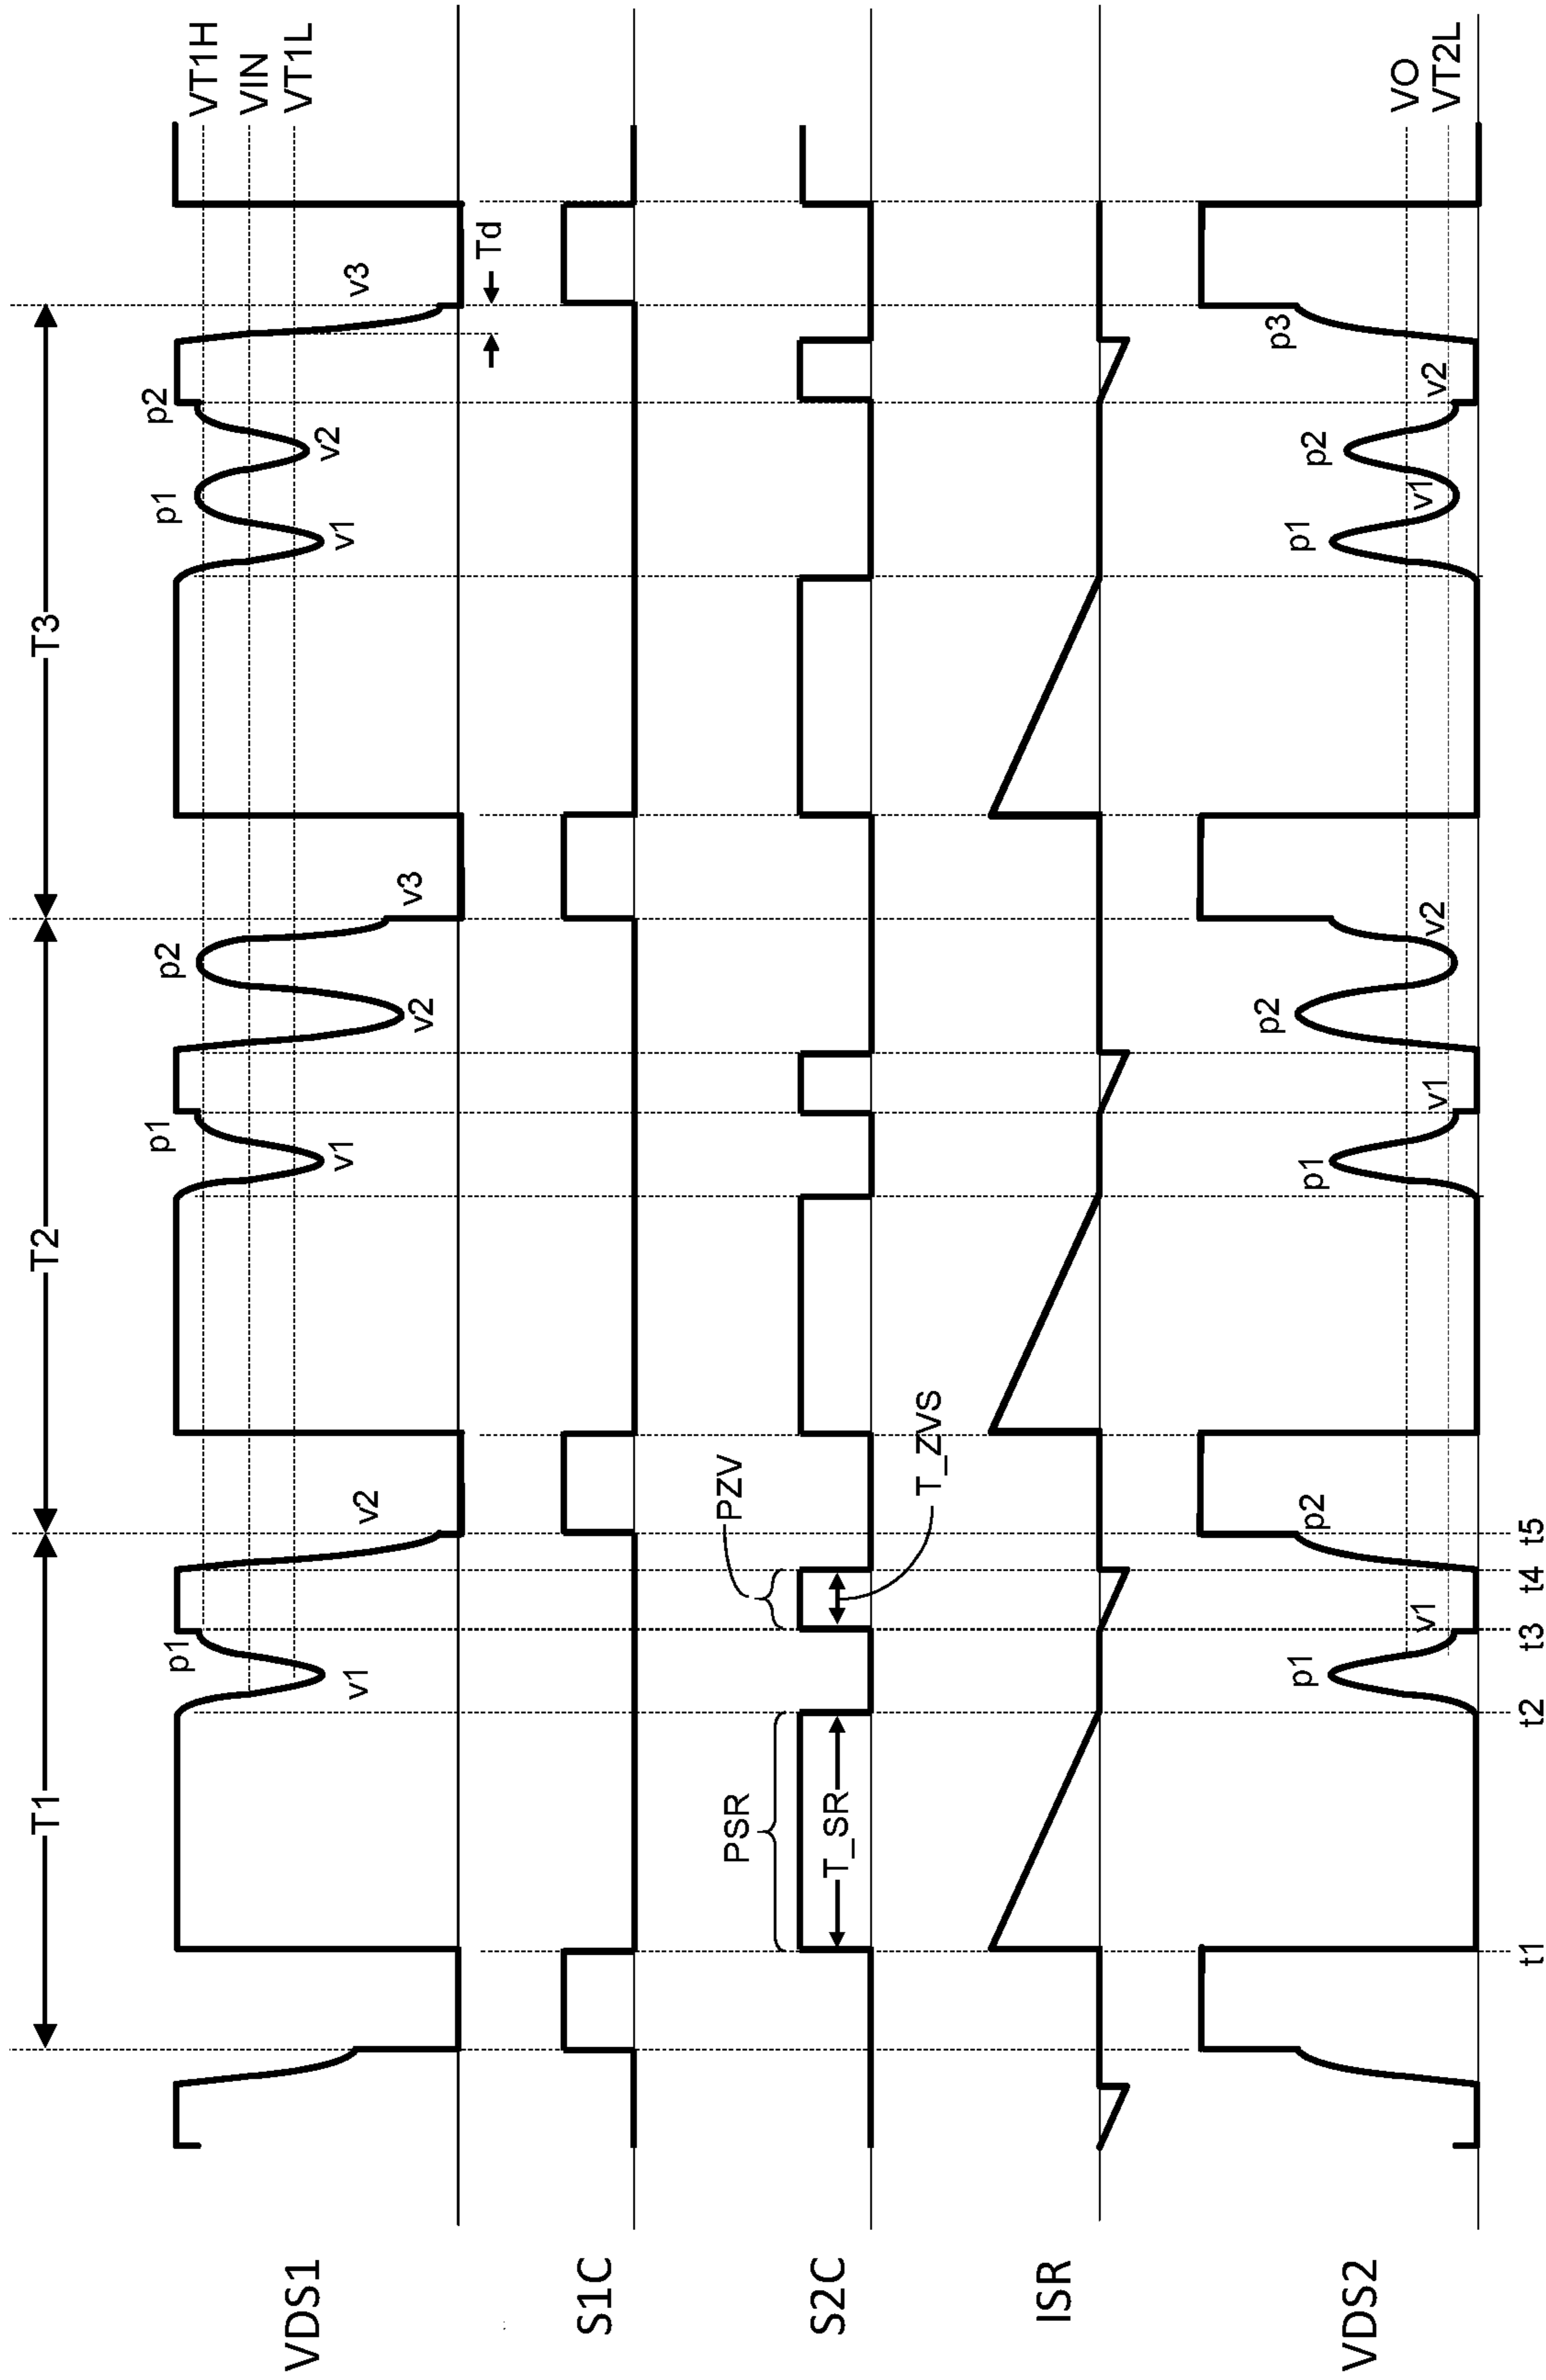 T1 T2 T3
VDS1
v1 p1 v2 v1 p1 v2 p2 v3 v1 p1 v2 p2 v3
VT1H
VIN
VT1L
Td
S1C
S2C
PSR
T_SR
PZV
T_ZVS
ISR
VDS2
p1 v1 p2 p1 v1 p2 v2 p1 v1 p2 v2 p3
VO
VT2L
t1 t2 t3 t4 t5